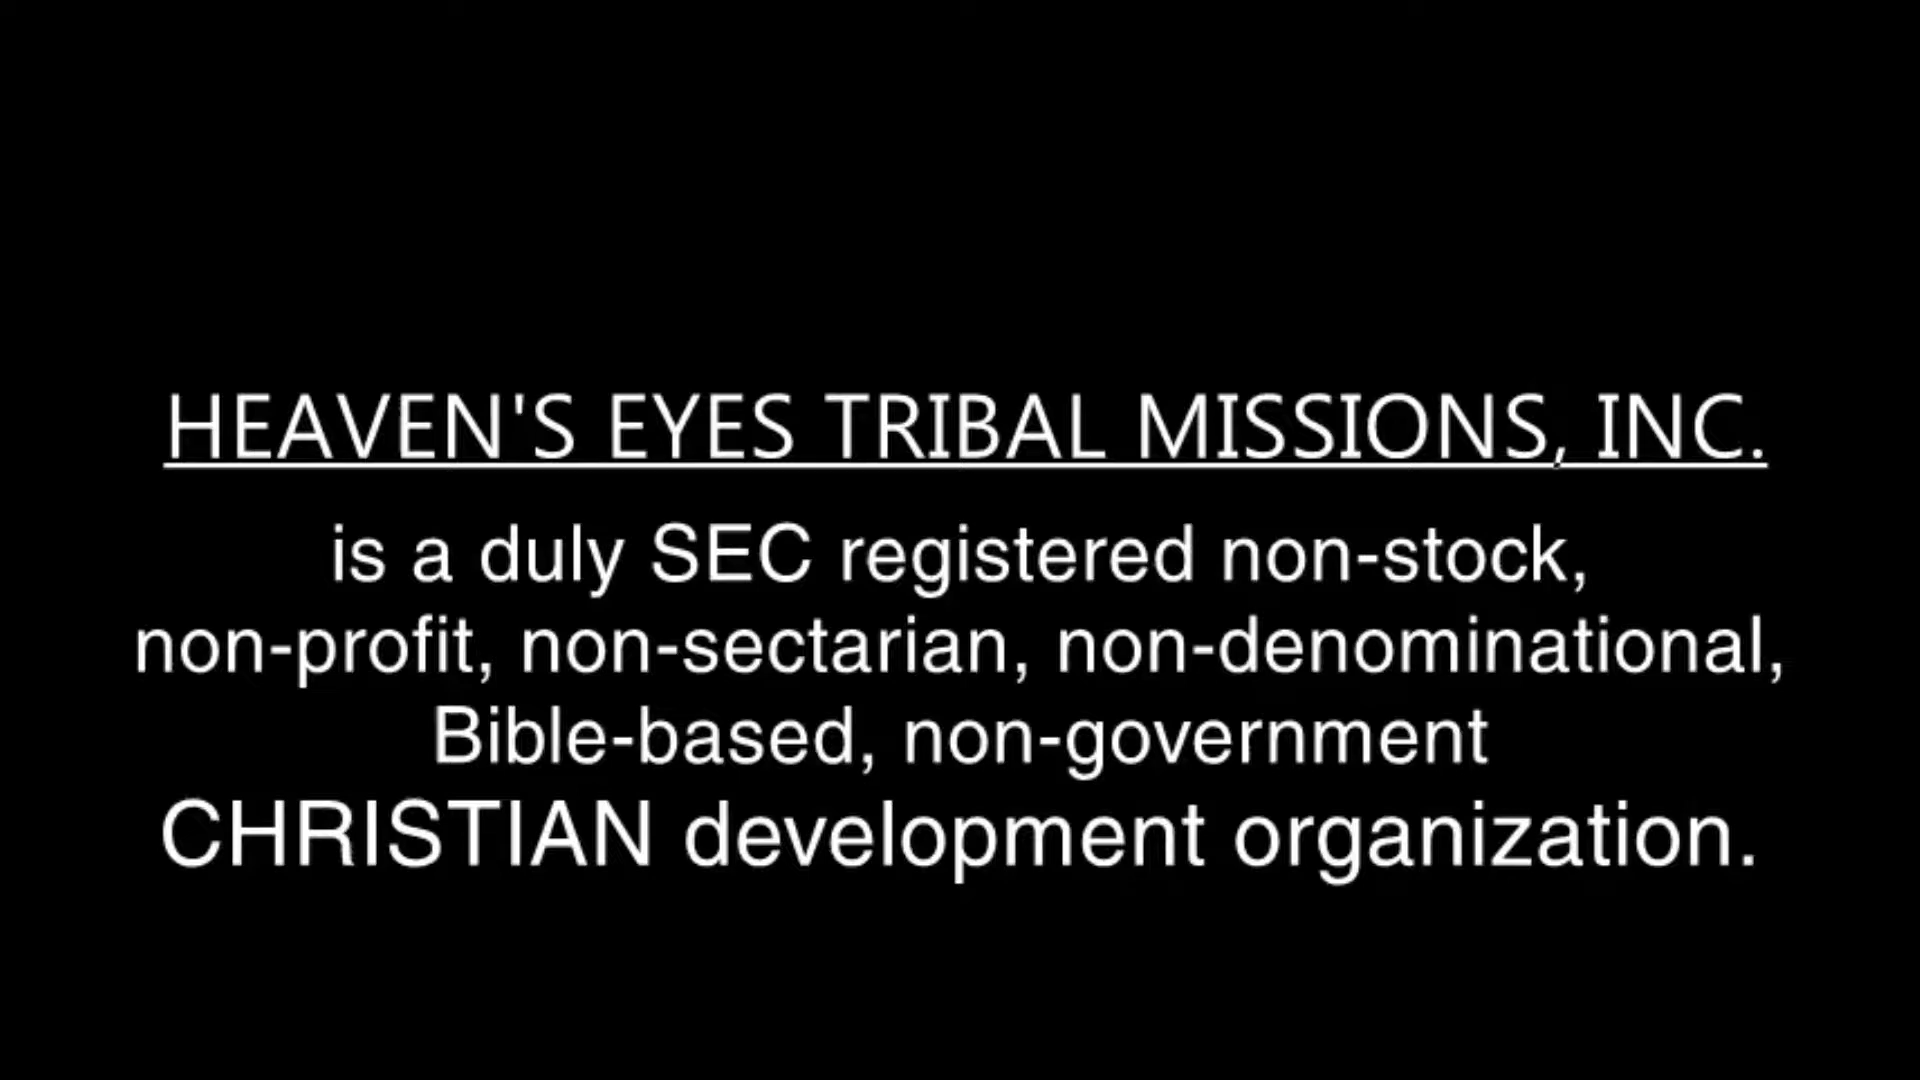 HEAVEN'S EYES TRIBAL MISSIONS, INC.
is a duly SEC registered non-stock,
non-profit, non-sectarian, non-denominational,
Bible-based, non-government
CHRISTIAN development organization.